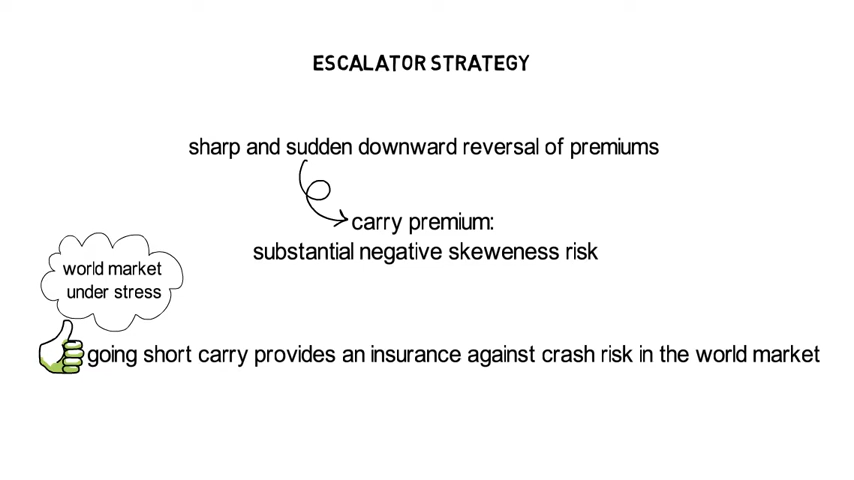 ESCALATOR STRATEGY
sharp and sudden downward reversal of premiums
carry premium:
substantial negative skeweness risk
world market
under stress
going short carry provides an insurance against crash risk in the world market